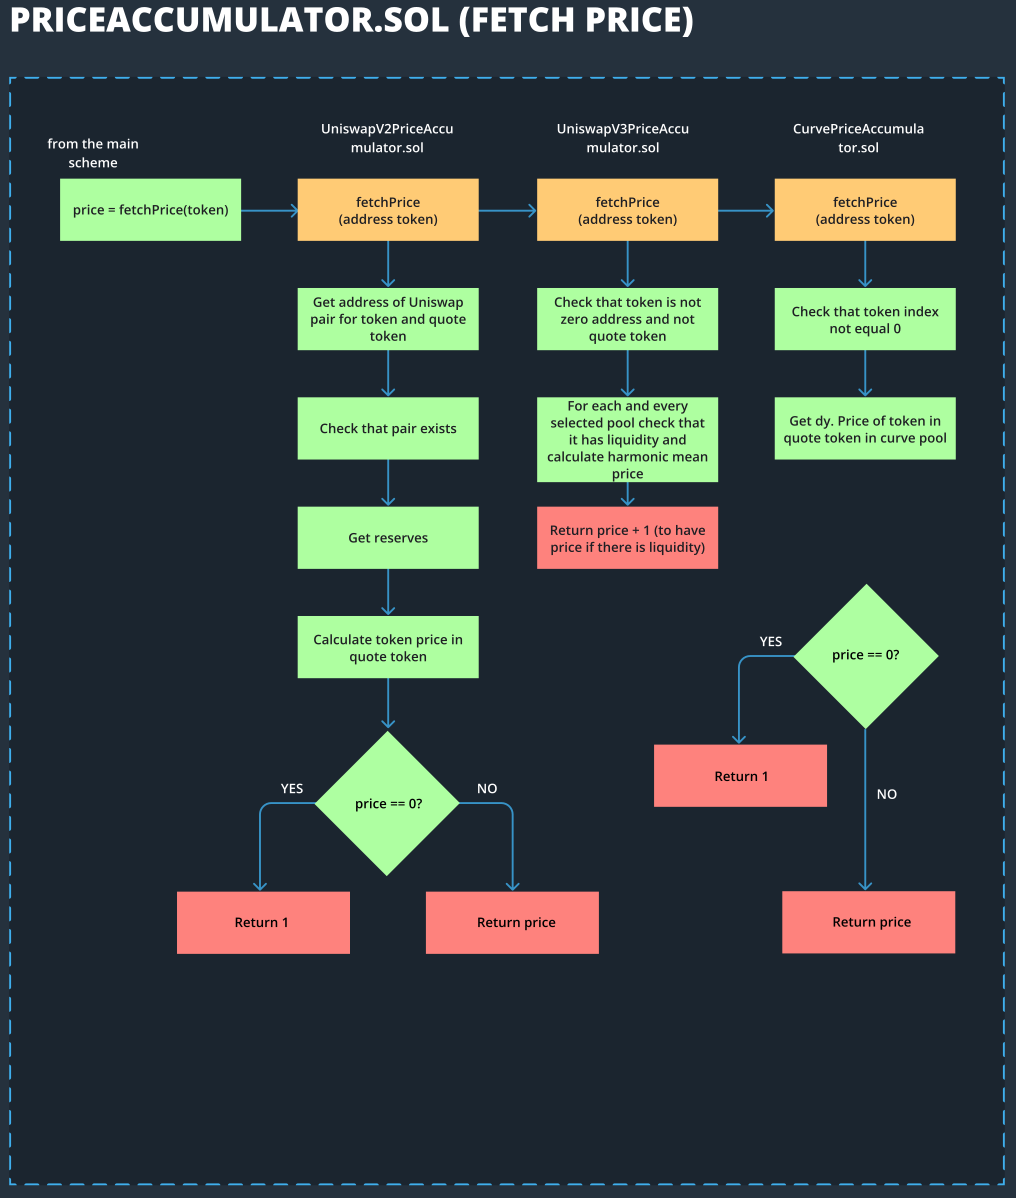 PRICEACCUMULATOR.SOL (FETCH PRICE)
from the main
scheme
UniswapV2PriceAccu
mulator.sol
UniswapV3PriceAccu
mulator.sol
CurvePriceAccumula
tor.sol
price = fetchPrice(token)
fetchPrice
(address token)
fetchPrice
(address token)
fetchPrice
(address token)
Get address of Uniswap
pair for token and quote
token
Check that token is not
zero address and not
quote token
Check that token index
not equal 0
Check that pair exists
For each and every
selected pool check that
it has liquidity and
calculate harmonic mean
price
Get dy. Price of token in
quote token in curve pool
Get reserves
Return price + 1 (to have
price if there is liquidity)
Calculate token price in
quote token
YES
price == 0?
Return 1
NO
YES
price == 0?
NO
Return 1
Return price
Return price